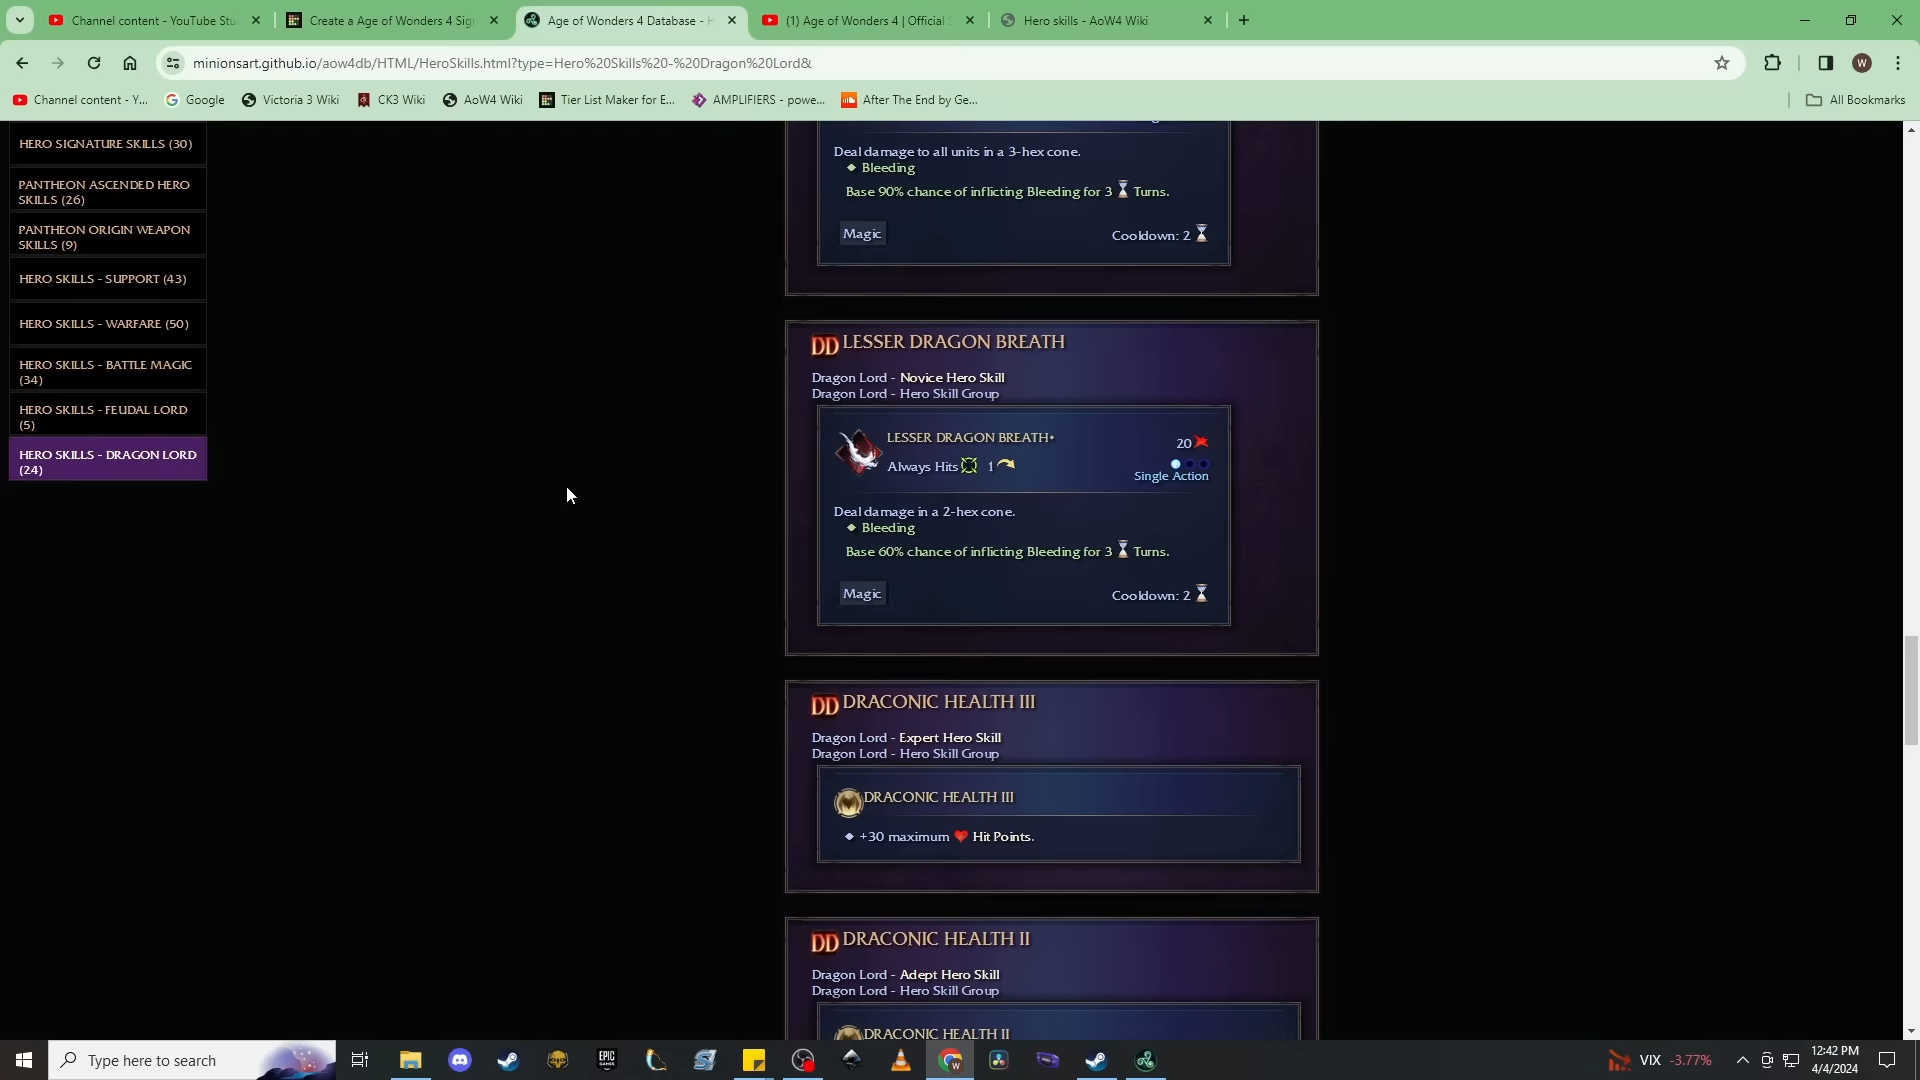 Channel content - YouTube Stu
Create a Age of Wonders 4 Sig
Age of Wonders 4 Database - H
(1) Age of Wonders 4 | Official S
Hero skills - AoW4 Wiki
minionsart.github.io/aow4db/HTML/HeroSkills.html?type=Hero%20Skills%20-%20Dragon%20Lord&
W
Channel content - Y...
Google
Victoria 3 Wiki
CK3 Wiki
AoW4 Wiki
Tier List Maker for E...
AMPLIFIERS - powe...
After The End by Ge...
All Bookmarks
HERO SIGNATURE SKILLS (30)
PANTHEON ASCENDED HERO
SKILLS (26)
PANTHEON ORIGIN WEAPON
SKILLS (9)
HERO SKILLS - SUPPORT (43)
HERO SKILLS - WARFARE (50)
HERO SKILLS - BATTLE MAGIC
(34)
HERO SKILLS - FEUDAL LORD
(5)
HERO SKILLS - DRAGON LORD
(24)
Deal damage to all units in a 3-hex cone.
Bleeding
Base 90% chance of inflicting Bleeding for 3 Turns.
Magic
Cooldown: 2
DD LESSER DRAGON BREATH
Dragon Lord - Novice Hero Skill
Dragon Lord - Hero Skill Group
LESSER DRAGON BREATH
20
Always Hits 1
Single Action
Deal damage in a 2-hex cone.
Bleeding
Base 60% chance of inflicting Bleeding for 3 Turns.
Magic
Cooldown: 2
DD DRACONIC HEALTH III
Dragon Lord - Expert Hero Skill
Dragon Lord - Hero Skill Group
DRACONIC HEALTH III
+30 maximum Hit Points.
DD DRACONIC HEALTH II
Dragon Lord - Adept Hero Skill
Dragon Lord - Hero Skill Group
DRACONIC HEALTH II
Type here to search
EPIC GAMES
VIX -3.77%
12:42 PM
4/4/2024